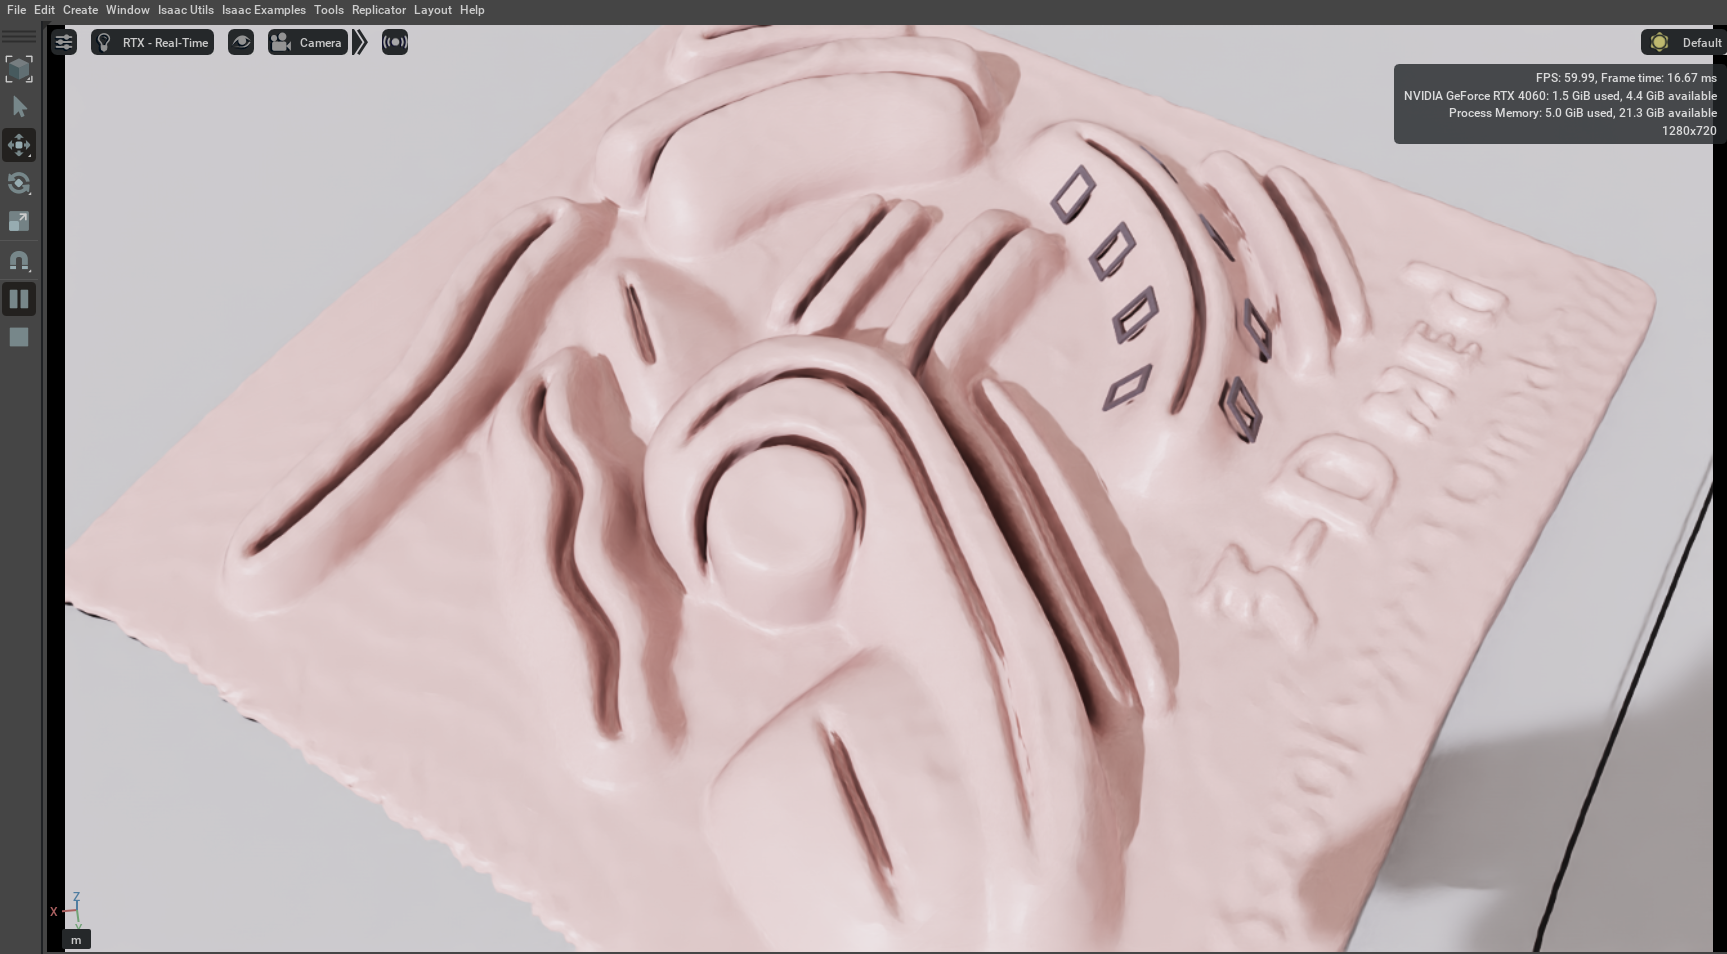 File Edit Create Window Isaac Utils Isaac Examples Tools Replicator Layout Help
RTX - Real-Time
Camera
Default
FPS: 59.99, Frame time: 16.67 ms
NVIDIA GeForce RTX 4060: 1.5 GiB used, 4.4 GiB available
Process Memory: 5.0 GiB used, 21.3 GiB available
1280x720
Z
X
Y
m